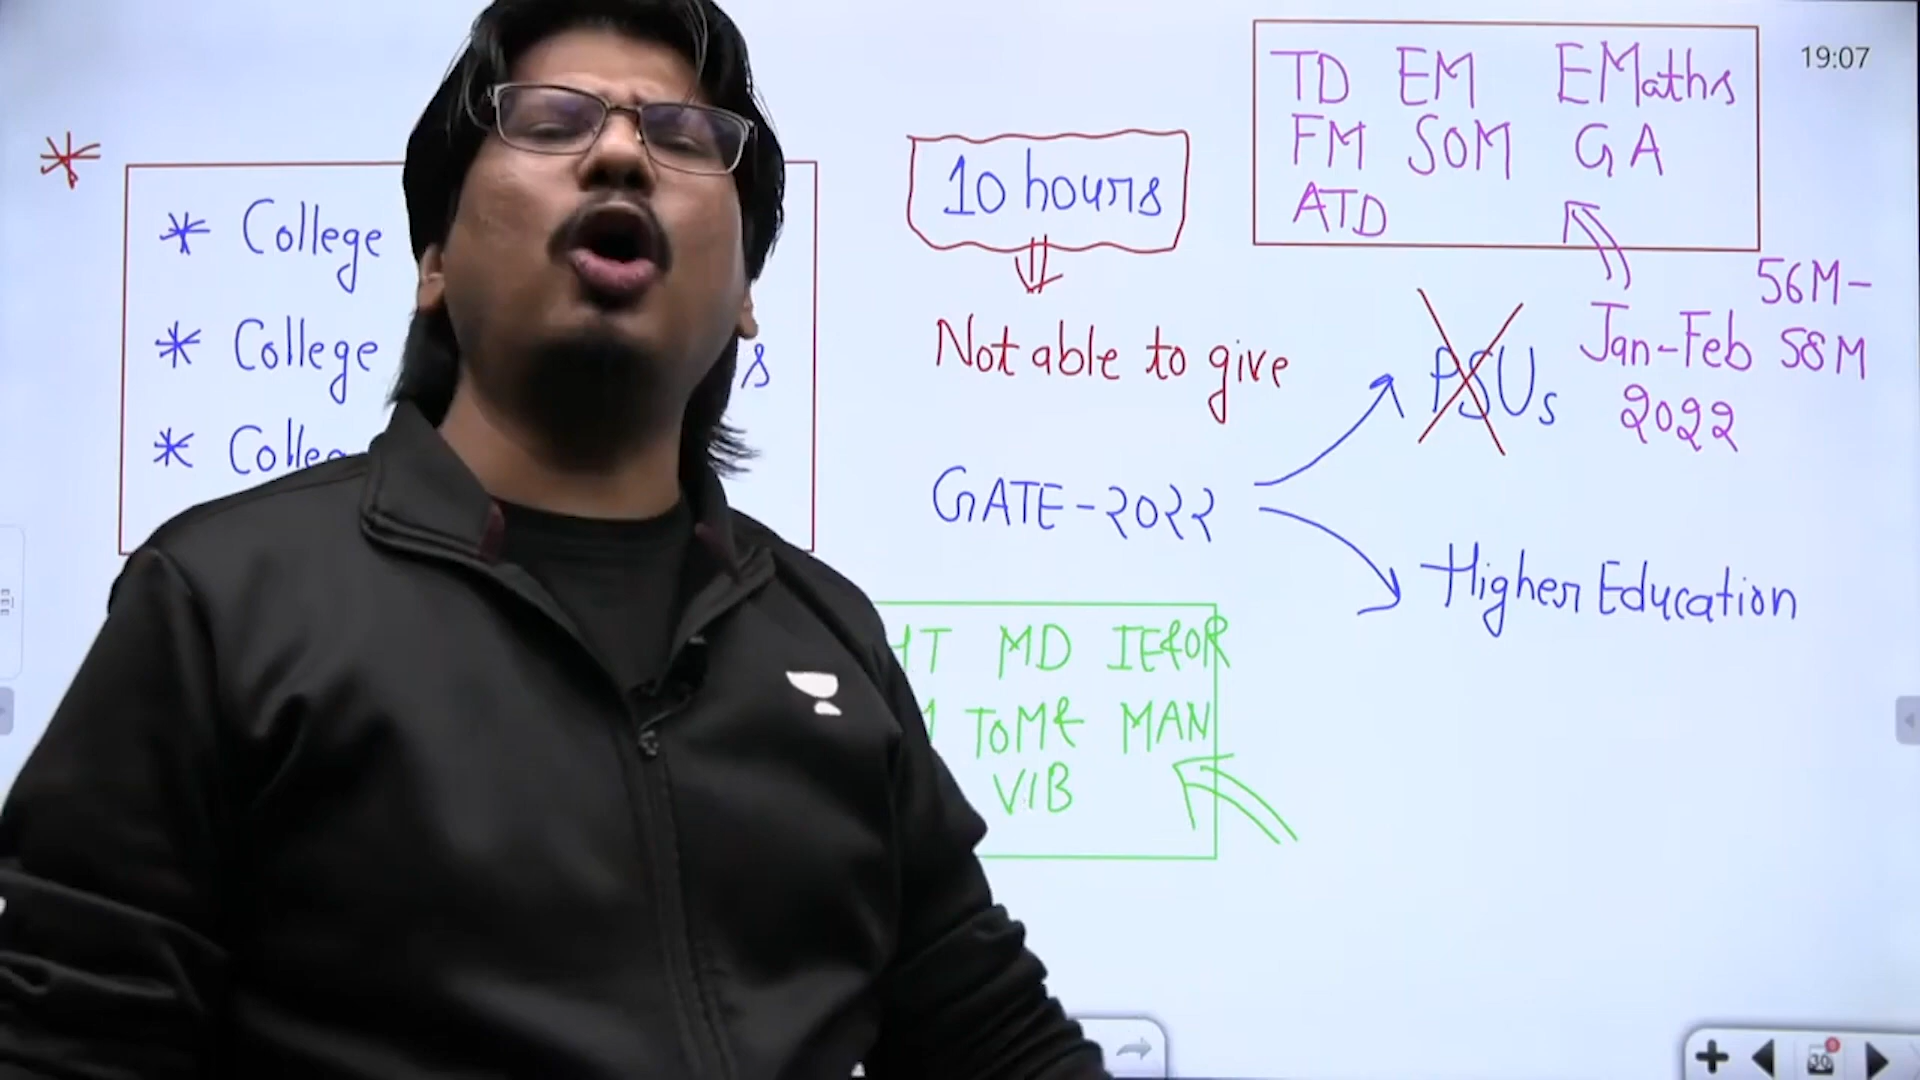 19:07
TD EM EMaths
FM SOM GA
ATD
56M-
58M
Jan-Feb
2022
10 hours
Not able to give
PSUs
GATE-2022
Higher Education
* College
* College
*
MD IE&OR
MAN
VIB
30